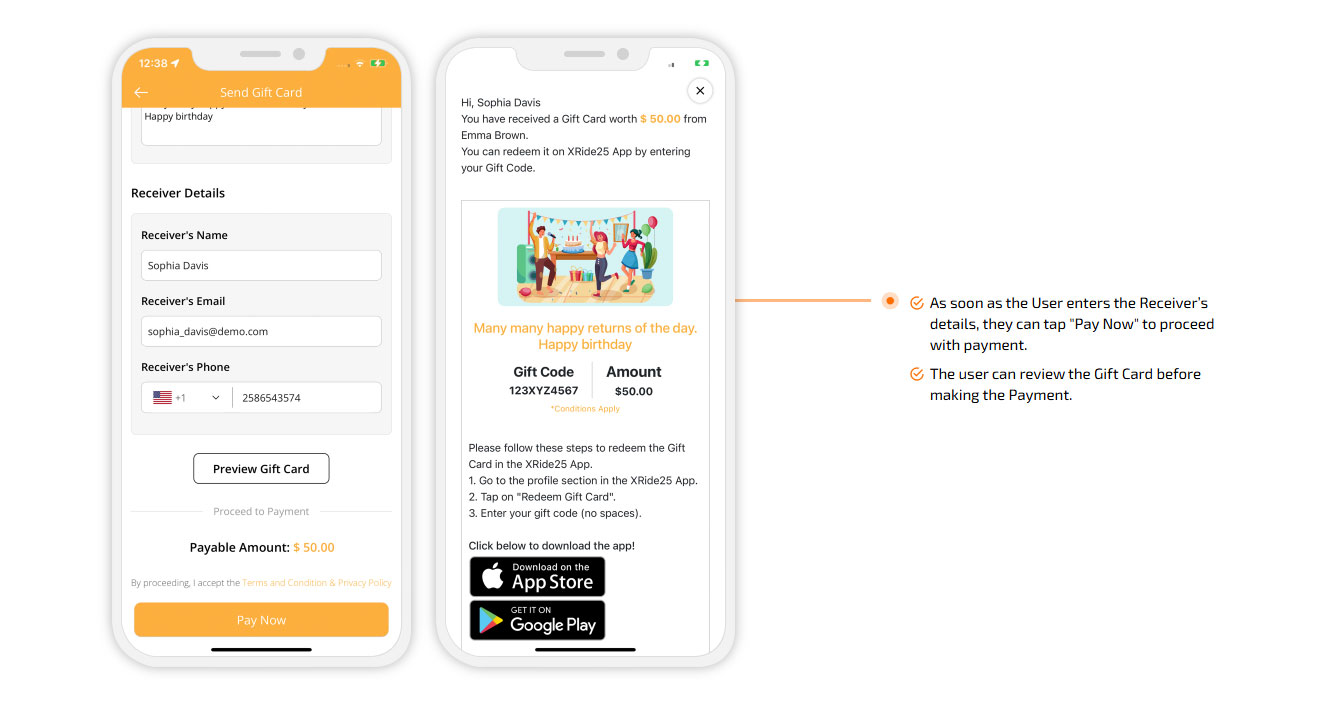 12:38
Send Gift Card
Happy birthday
Receiver Details
Receiver's Name
Sophia Davis
Receiver's Email
sophia_davis@demo.com
Receiver's Phone
+1 2586543574
Preview Gift Card
Proceed to Payment
Payable Amount: $ 50.00
By proceeding, I accept the Terms and Condition & Privacy Policy
Pay Now
Hi, Sophia Davis
You have received a Gift Card worth $ 50.00 from
Emma Brown.
You can redeem it on XRide25 App by entering
your Gift Code.
Many many happy returns of the day.
Happy birthday
Gift Code Amount
123XYZ4567 $50.00
*Conditions Apply
Please follow these steps to redeem the Gift
Card in the XRide25 App.
1. Go to the profile section in the XRide25 App.
2. Tap on "Redeem Gift Card".
3. Enter your gift code (no spaces).
Click below to download the app!
Download on the
App Store
GET IT ON
Google Play
As soon as the User enters the Receiver's
details, they can tap "Pay Now" to proceed
with payment.
The user can review the Gift Card before
making the Payment.